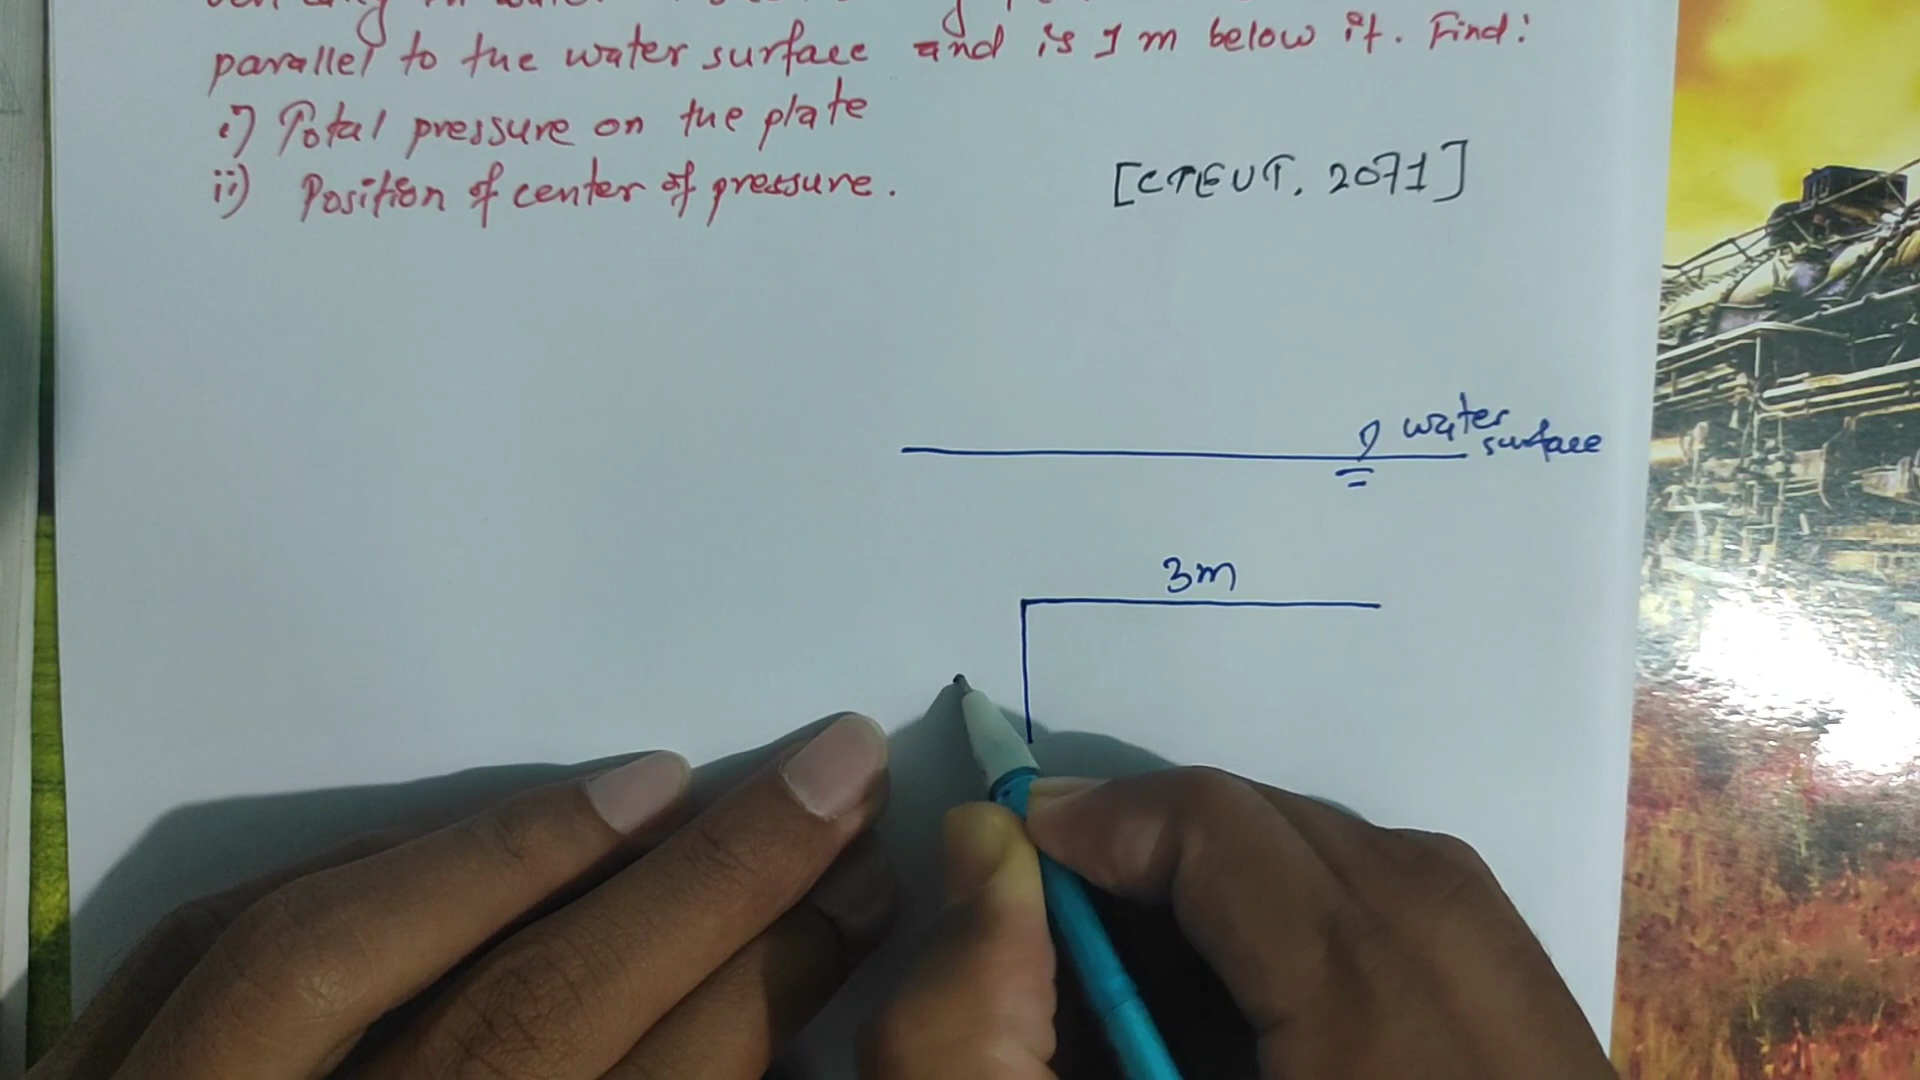 parallel to the water surface and is 1 m below it. Find:
i) Total pressure on the plate
ii) Position of center of pressure.
[CTEVT, 2071]
water
surface
3m